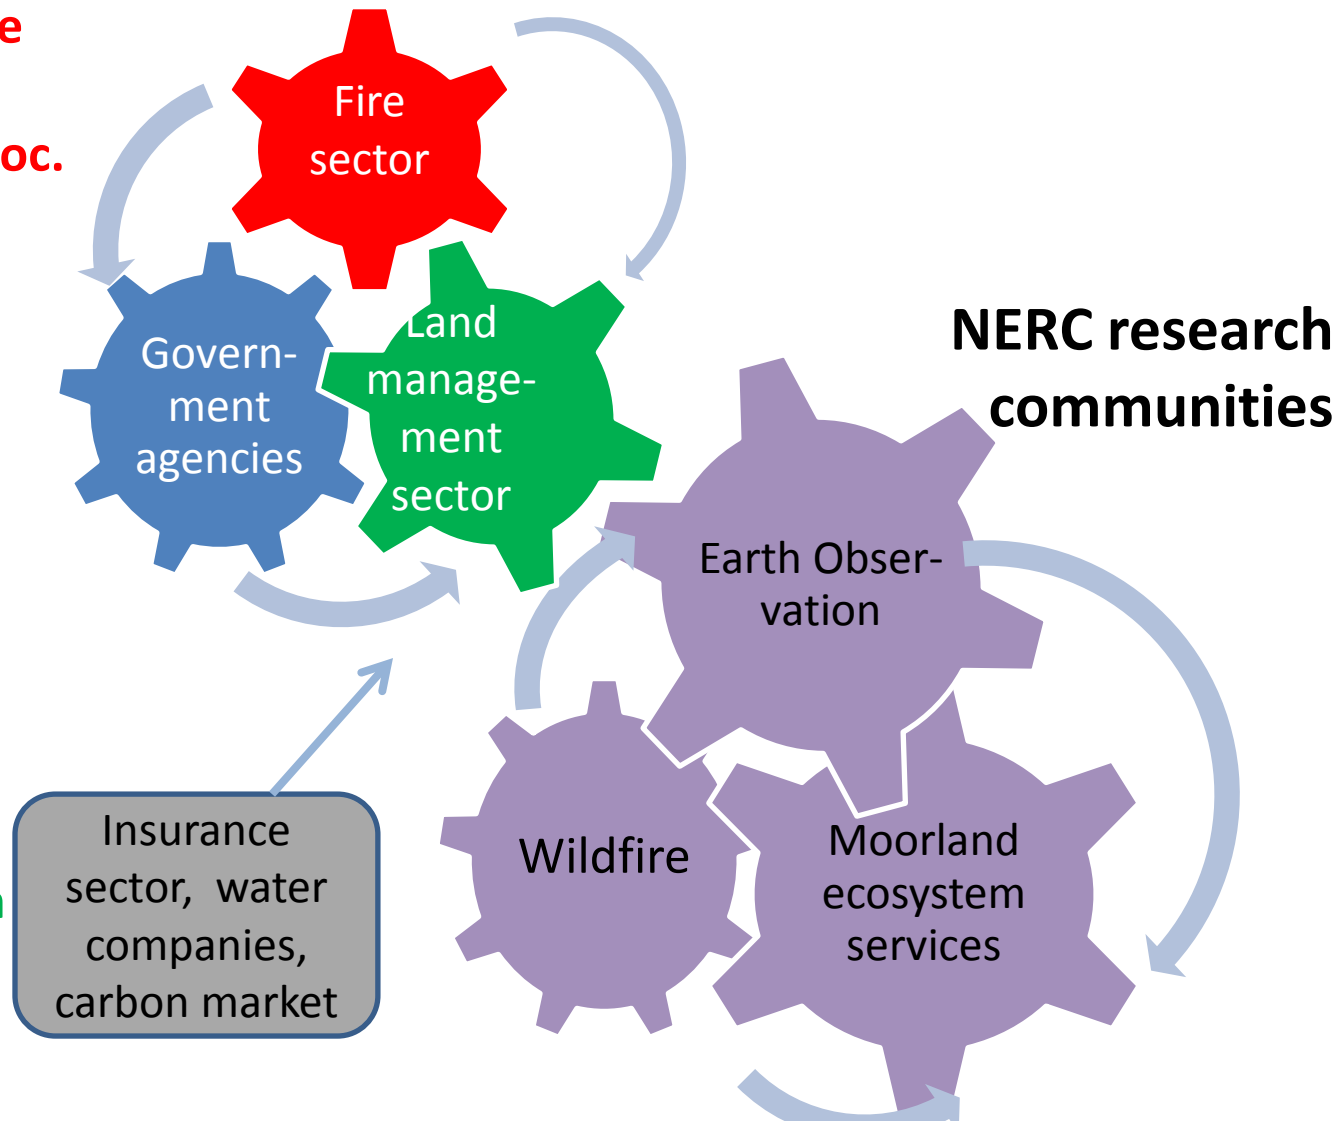 e
oc.
Fire
sector
Govern-
ment
agencies
Land
manage-
ment
sector
NERC research
communities
Earth Obser-
vation
Wildfire
Moorland
ecosystem
services
Insurance
sector, water
companies,
carbon market